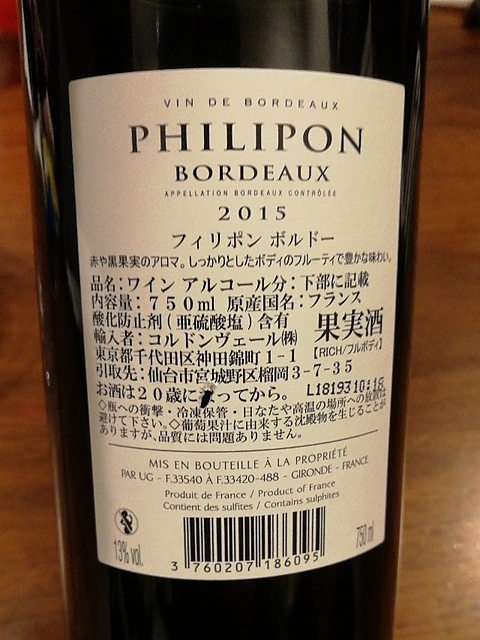 VIN DE BORDEAUX
PHILIPON
BORDEAUX
APPELLATION BORDEAUX CONTRÔLÉE
2015
フィリポン ボルドー
赤や黒果実のアロマ。しっかりとしたボディのフルーティで豊かな味わい。
品名:ワイン アルコール分:下部に記載
内容量:750ml 原産国名:フランス
酸化防止剤(亜硫酸塩)含有 果実酒
輸入者:コルドンヴェール㈱ 【RICH/フルボディ】
東京都千代田区神田錦町1-1
引取先:仙台市宮城野区榴岡3-7-35
お酒は20歳に ってから。 L1819310:15
◇瓶への衝撃・冷凍保管・日なたや高温の場所への放置は
避けて下さい。◇葡萄果汁に由来する沈殿物を生じることが
ありますが、品質には問題ありません。
MIS EN BOUTEILLE À LA PROPRIÉTÉ
PAR UG - F.33540 À F.33420-488 - GIRONDE - FRANCE
Produit de France / Product of France
Contient des sulfites / Contains sulphites
13% vol.
750 ml
3 760207 186095